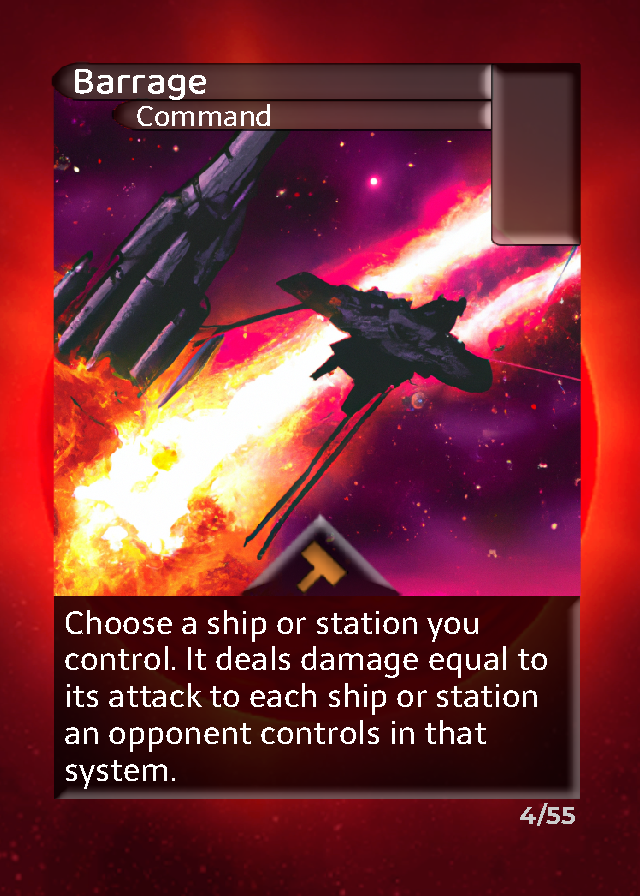 Barrage
Command
Choose a ship or station you
control. It deals damage equal to
its attack to each ship or station
an opponent controls in that
system.
4/55